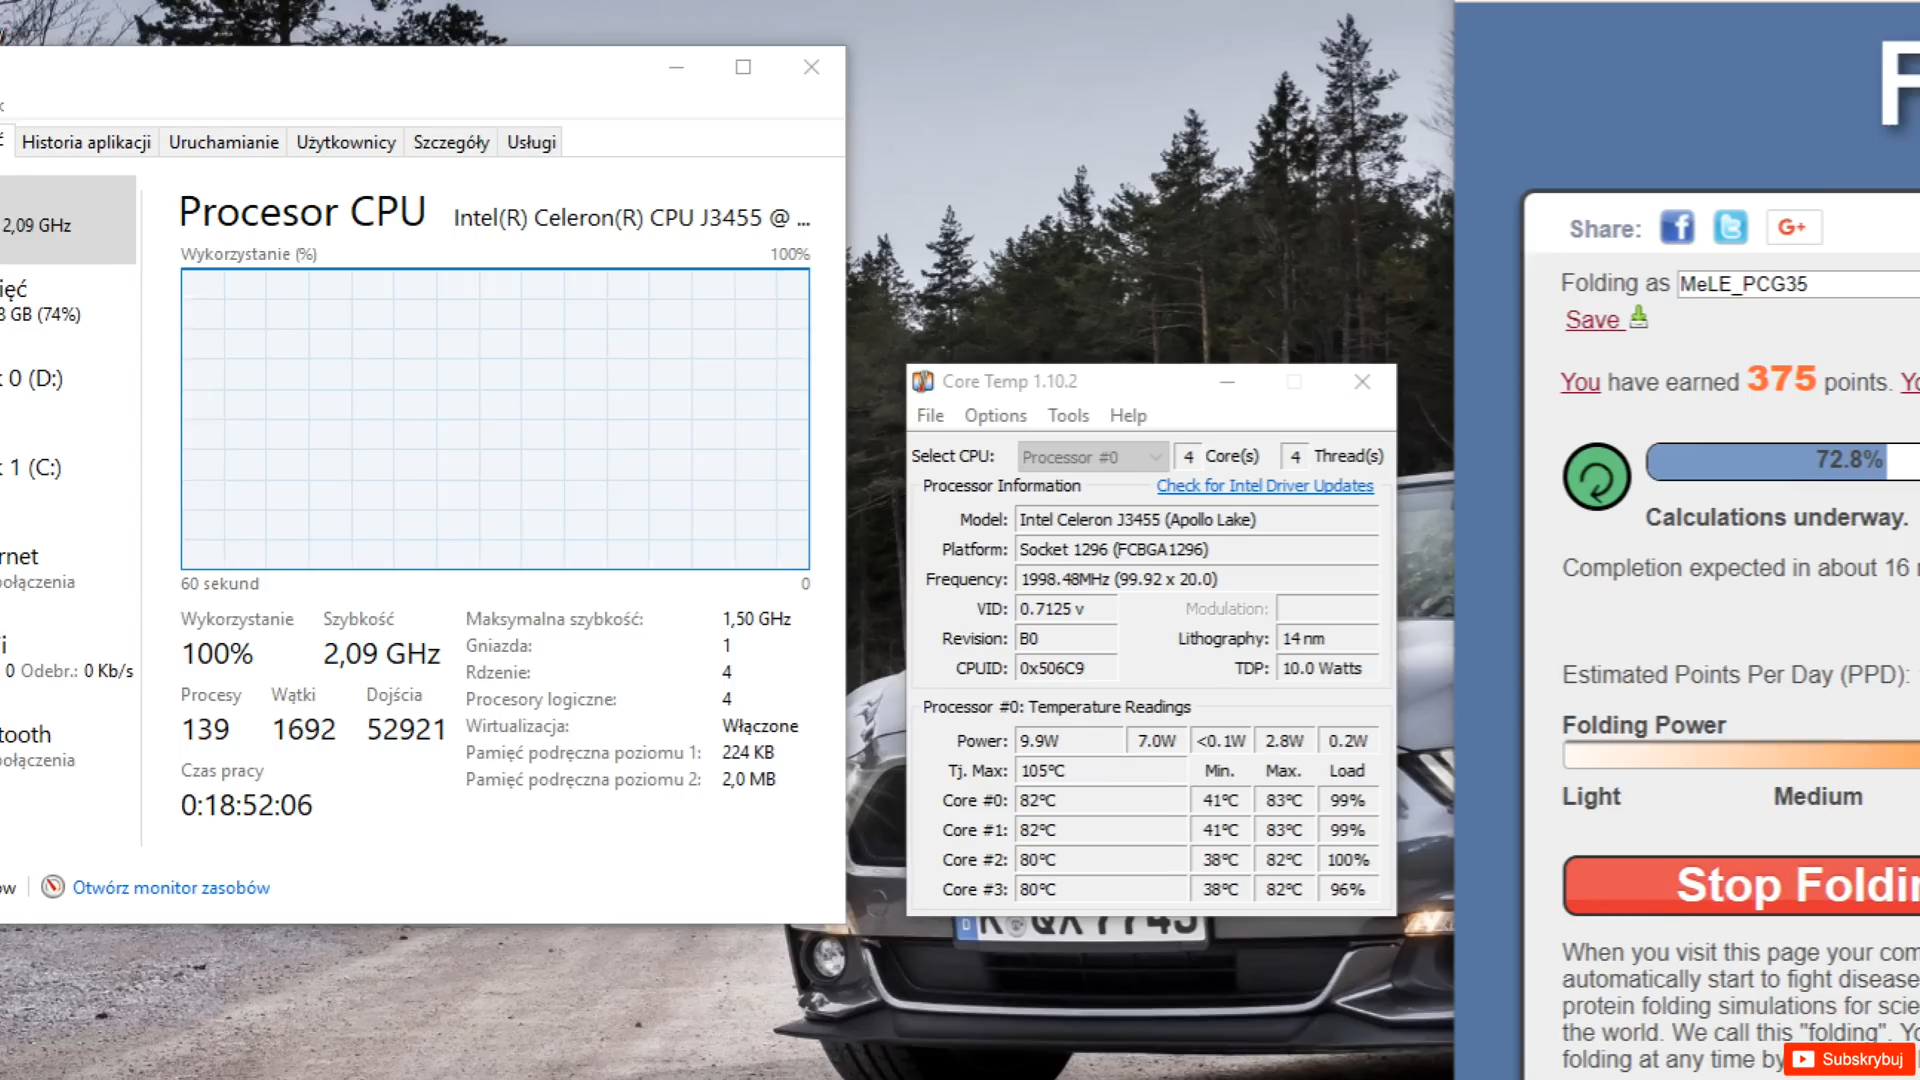 Historia aplikacji Uruchamianie Użytkownicy Szczegóły Usługi
2,09 GHz
ięć
8 GB (74%)
0 (D:)
1 (C:)
rnet
ołączenia
0 Odebr.: 0 Kb/s
tooth
ołączenia
Procesor CPU Intel(R) Celeron(R) CPU J3455 @ ...
Wykorzystanie (%) 100%
60 sekund 0
Wykorzystanie Szybkość
100% 2,09 GHz
Procesy Wątki Dojścia
139 1692 52921
Czas pracy
0:18:52:06
Maksymalna szybkość: 1,50 GHz
Gniazda: 1
Rdzenie: 4
Procesory logiczne: 4
Wirtualizacja: Włączone
Pamięć podręczna poziomu 1: 224 KB
Pamięć podręczna poziomu 2: 2,0 MB
ów Otwórz monitor zasobów
Core Temp 1.10.2
File Options Tools Help
Select CPU: Processor #0 4 Core(s) 4 Thread(s)
Processor Information Check for Intel Driver Updates
Model: Intel Celeron J3455 (Apollo Lake)
Platform: Socket 1296 (FCBGA1296)
Frequency: 1998.48MHz (99.92 x 20.0)
VID: 0.7125 v Modulation:
Revision: B0 Lithography: 14 nm
CPUID: 0x506C9 TDP: 10.0 Watts
Processor #0: Temperature Readings
Power: 9.9W 7.0W <0.1W 2.8W 0.2W
Tj. Max: 105°C Min. Max. Load
Core #0: 82°C 41°C 83°C 99%
Core #1: 82°C 41°C 83°C 99%
Core #2: 80°C 38°C 82°C 100%
Core #3: 80°C 38°C 82°C 96%
F
Share: f t G+
Folding as MeLE_PCG35
Save
You have earned 375 points. Yo
72.8%
Calculations underway.
Completion expected in about 16
Estimated Points Per Day (PPD):
Folding Power
Light Medium
Stop Foldin
When you visit this page your com
automatically start to fight disease
protein folding simulations for scie
the world. We call this "folding". Yo
folding at any time by
Subskrybuj